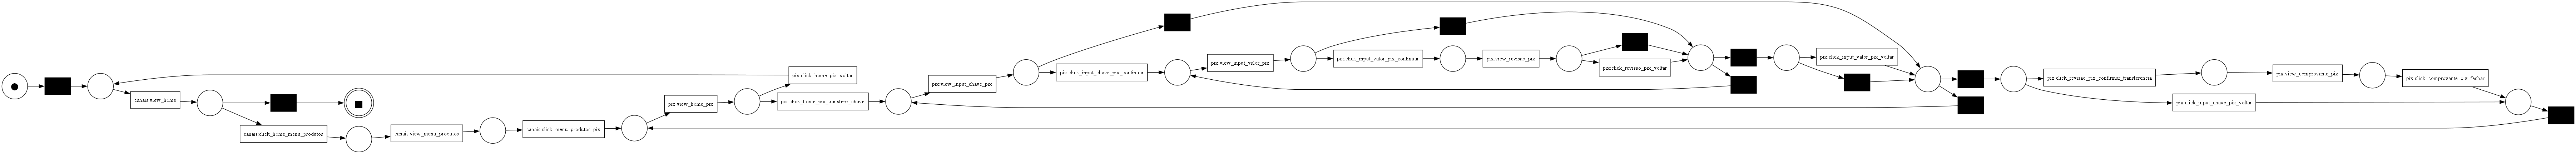 canais:view_home
canais:click_home_menu_produtos
canais:view_menu_produtos
canais:click_menu_produtos_pix
pix:view_home_pix
pix:click_home_pix_voltar
pix:click_home_pix_transferir_chave
pix:view_input_chave_pix
pix:click_input_chave_pix_continuar
pix:view_input_valor_pix
pix:click_input_valor_pix_continuar
pix:view_revisao_pix
pix:click_revisao_pix_voltar
pix:click_input_valor_pix_voltar
pix:click_revisao_pix_confirmar_transferencia
pix:click_input_chave_pix_voltar
pix:view_comprovante_pix
pix:click_comprovante_pix_fechar